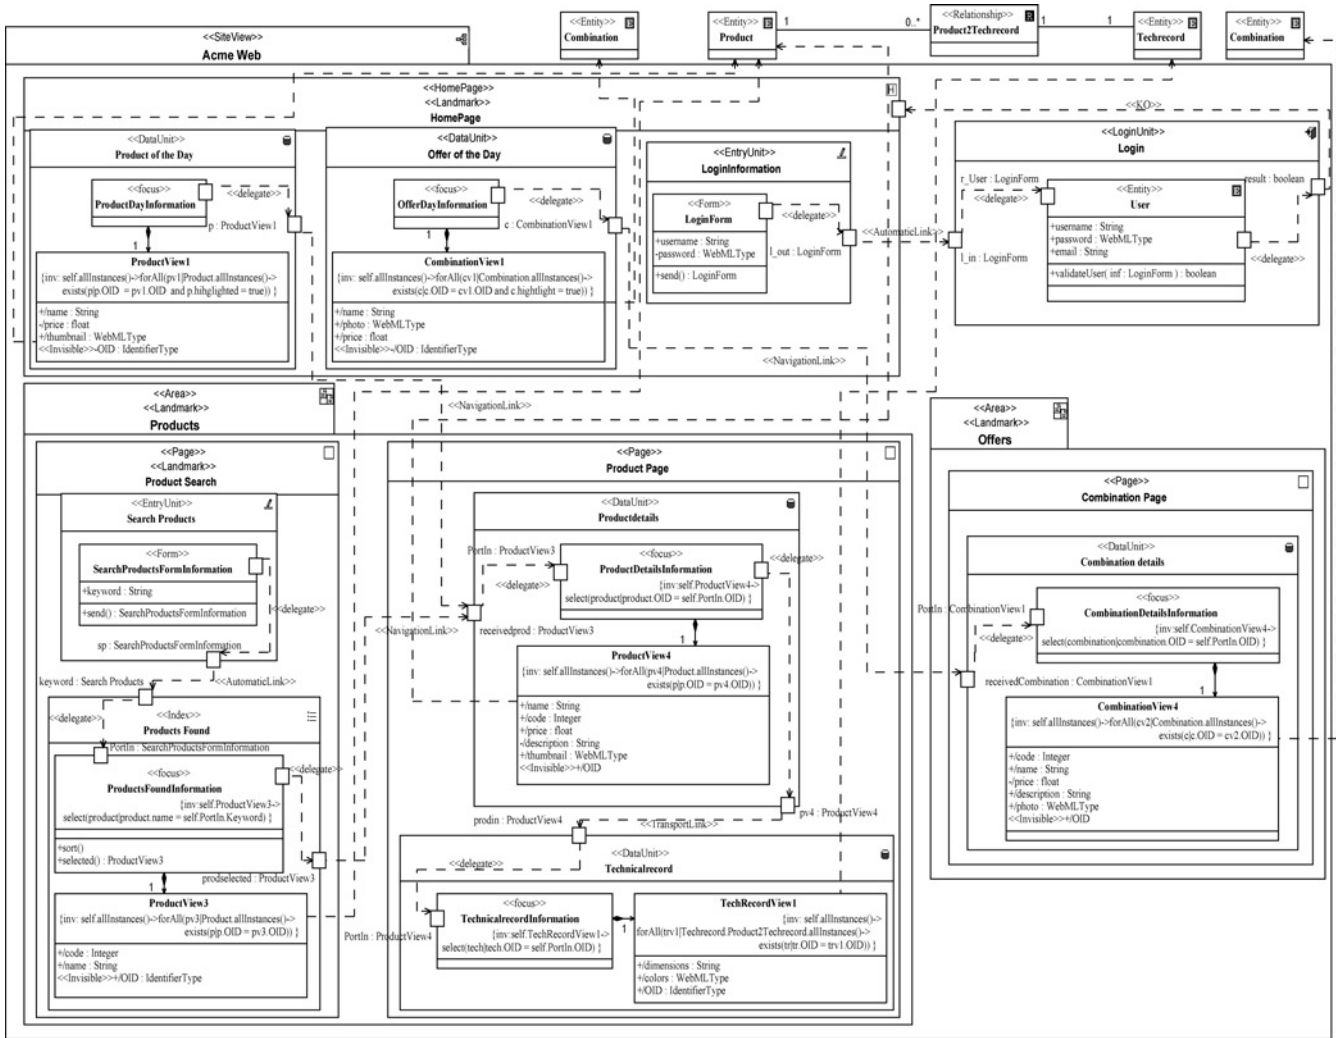 <<SiteView>>
Acme Web
<<Entity>>
Combination
<<Entity>>
Product
1
0..*
<<Relationship>>
Product2Techrecord
1
1
<<Entity>>
Techrecord
<<Entity>>
Combination
<<HomePage>>
<<Landmark>>
HomePage
<<DataUnit>>
Product of the Day
<<focus>>
ProductDayInformation
<<delegate>>
p : ProductView1
1
ProductView1
{inv: self.allInstances()->forAll(pv1|Product.allInstances()->
exists(p|p.OID = pv1.OID and p.hihglighted = true)) }
+/name : String
-/price : float
+/thumbnail : WebMLType
<<Invisible>>-OID : IdentifierType
<<DataUnit>>
Offer of the Day
<<focus>>
OfferDayInformation
<<delegate>>
c : CombinationView1
1
CombinationView1
{inv: self.allInstances()->forAll(cv1|Combination.allInstances()->
exists(c|c.OID = cv1.OID and c.hightlight = true)) }
+/name : String
+/photo : WebMLType
+/price : float
<<Invisible>>-/OID : IdentifierType
<<EntryUnit>>
LoginInformation
<<Form>>
LoginForm
+username : String
-password : WebMLType
+send() : LoginForm
<<delegate>>
l_out : LoginForm
<<AutomaticLink>>
<<KO>>
<<LoginUnit>>
Login
r_User : LoginForm
<<delegate>>
l_in : LoginForm
<<Entity>>
User
+username : String
+password : WebMLType
+email : String
+validateUser( inf : LoginForm ) : boolean
result : boolean
<<delegate>>
<<NavigationLink>>
<<NavigationLink>>
<<Area>>
<<Landmark>>
Products
<<Page>>
<<Landmark>>
Product Search
<<EntryUnit>>
Search Products
<<Form>>
SearchProductsFormInformation
+keyword : String
+send() : SearchProductsFormInformation
<<delegate>>
sp : SearchProductsFormInformation
keyword : Search Products
<<AutomaticLink>>
<<delegate>>
<<Index>>
Products Found
PortIn : SearchProductsFormInformation
<<focus>>
ProductsFoundInformation
{inv:self.ProductView3->
select(product|product.name = self.PortIn.Keyword) }
+sort()
+selected() : ProductView3
<<delegate>>
prodselected : ProductView3
1
ProductView3
{inv: self.allInstances()->forAll(pv3|Product.allInstances()->
exists(p|p.OID = pv3.OID)) }
+/code : Integer
+/name : String
<<Invisible>>+/OID : IdentifierType
<<NavigationLink>>
<<Page>>
Product Page
<<DataUnit>>
Productdetails
PortIn : ProductView3
<<delegate>>
<<focus>>
ProductDetailsInformation
{inv:self.ProductView4->
select(product|product.OID = self.PortIn.OID) }
<<delegate>>
receivedprod : ProductView3
1
ProductView4
{inv: self.allInstances()->forAll(pv4|Product.allInstances()->
exists(p|p.OID = pv4.OID)) }
+/name : String
+/code : Integer
+/price : float
-/description : String
+/thumbnail : WebMLType
<<Invisible>>+/OID
pv4 : ProductView4
prodin : ProductView4
<<TransportLink>>
<<DataUnit>>
Technicalrecord
<<delegate>>
PortIn : ProductView4
<<focus>>
TechnicalrecordInformation
{inv:self.TechRecordView1->
select(tech|tech.OID = self.PortIn.OID) }
1
TechRecordView1
{inv: self.allInstances()->
forAll(trv1|Techrecord.Product2Techrecord.allInstances()->
exists(tr|tr.OID = trv1.OID)) }
+/dimensions : String
+/colors : WebMLType
+/OID : IdentifierType
<<Area>>
<<Landmark>>
Offers
<<Page>>
Combination Page
<<DataUnit>>
Combination details
PortIn : CombinationView1
<<delegate>>
<<focus>>
CombinationDetailsInformation
{inv:self.CombinationView4->
select(combination|combination.OID = self.PortIn.OID) }
receivedCombination : CombinationView1
1
CombinationView4
{inv: self.allInstances()->forAll(cv2|Combination.allInstances()->
exists(c|c.OID = cv2.OID)) }
+/code : Integer
+/name : String
-/price : float
+/description : String
+/photo : WebMLType
<<Invisible>>+/OID